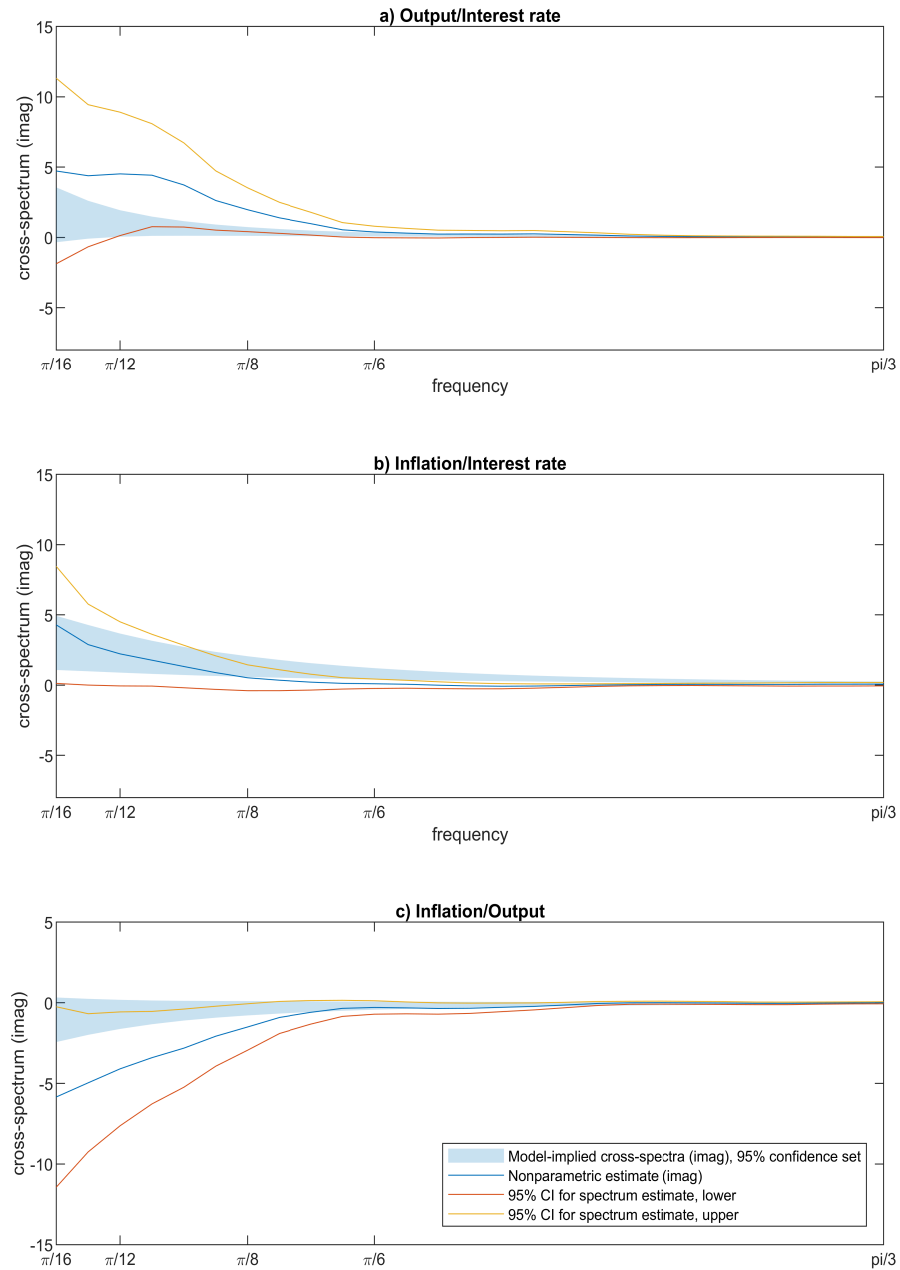 a) Output/Interest rate
15
10
5
0
-5
cross-spectrum (imag)
π/16
π/12
π/8
π/6
pi/3
frequency
b) Inflation/Interest rate
15
10
5
0
-5
cross-spectrum (imag)
π/16
π/12
π/8
π/6
pi/3
frequency
c) Inflation/Output
5
0
-5
-10
-15
cross-spectrum (imag)
Model-implied cross-spectra (imag), 95% confidence set
Nonparametric estimate (imag)
95% CI for spectrum estimate, lower
95% CI for spectrum estimate, upper
π/16
π/12
π/8
π/6
pi/3